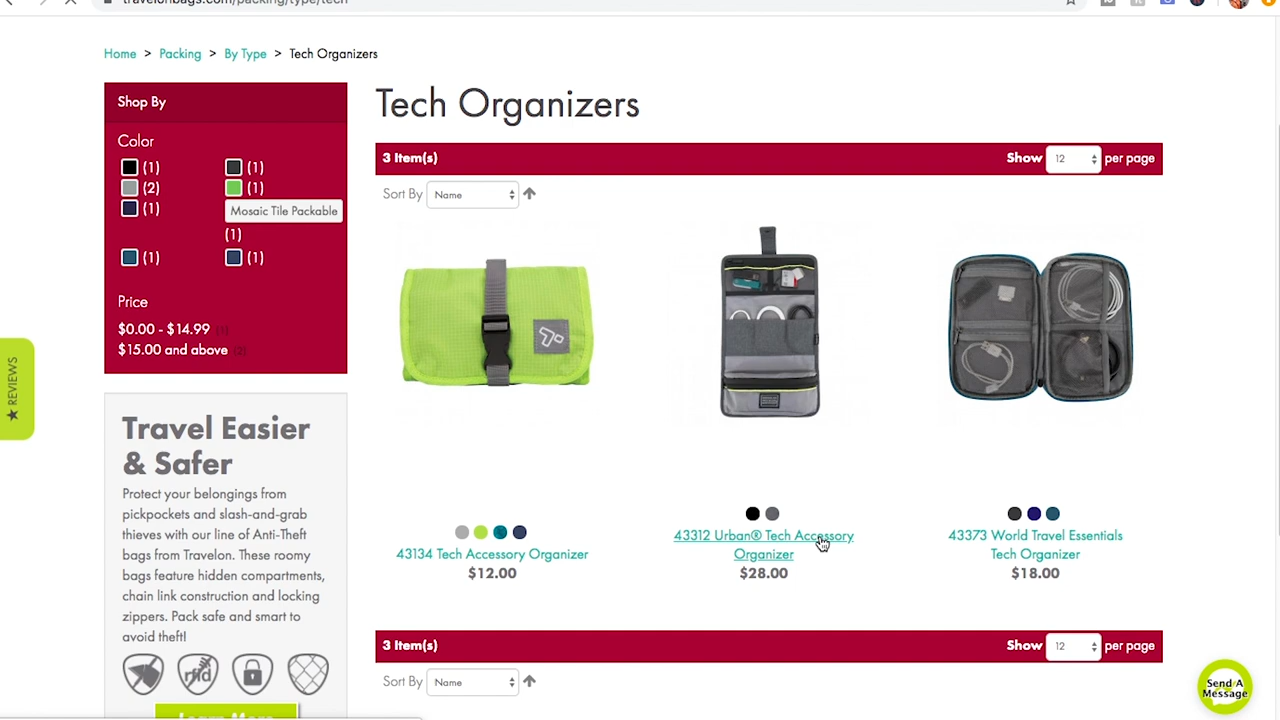 travelonbags.com/packing/type/tech
Home > Packing > By Type > Tech Organizers
Shop By
Color
(1) (1)
(2) (1)
(1) Mosaic Tile Packable
(1)
(1) (1)
Price
$0.00 - $14.99 (1)
$15.00 and above (2)
★ REVIEWS
Travel Easier
& Safer
Protect your belongings from
pickpockets and slash-and-grab
thieves with our line of Anti-Theft
bags from Travelon. These roomy
bags feature hidden compartments,
chain link construction and locking
zippers. Pack safe and smart to
avoid theft!
rfid
Learn More
Tech Organizers
3 Item(s) Show 12 per page
Sort By Name
43134 Tech Accessory Organizer
$12.00
43312 Urban® Tech Accessory
Organizer
$28.00
43373 World Travel Essentials
Tech Organizer
$18.00
3 Item(s) Show 12 per page
Sort By Name
Send A
Message